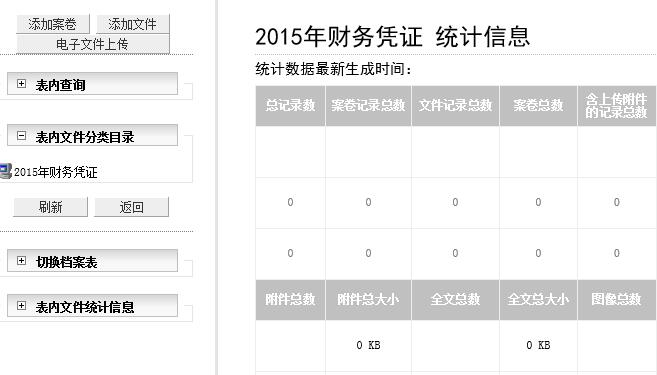 添加案卷 添加文件
电子文件上传
表内查询
表内文件分类目录
2015年财务凭证
刷新 返回
切换档案表
表内文件统计信息
2015年财务凭证 统计信息
统计数据最新生成时间：
总记录数 案卷记录总数 文件记录总数 案卷总数 含上传附件
的记录总数
0 0 0 0 0
0 0 0 0 0
附件总数 附件总大小 全文总数 全文总大小 图像总数
0 KB 0 KB